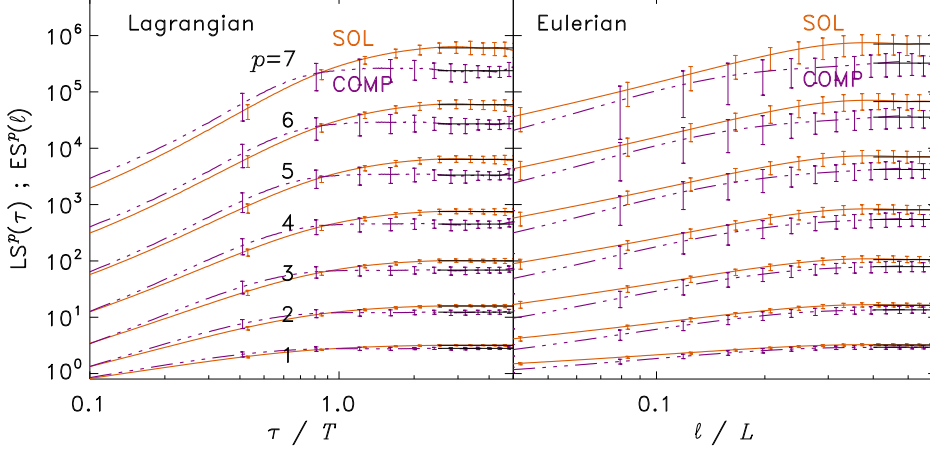 Lagrangian
Eulerian
SOL
SOL
p=7
COMP
COMP
6
5
4
3
2
1
10⁶
10⁵
10⁴
10³
10²
10¹
10⁰
LSᵖ(τ) ; ESᵖ(ℓ)
0.1
1.0
0.1
τ / T
ℓ / L